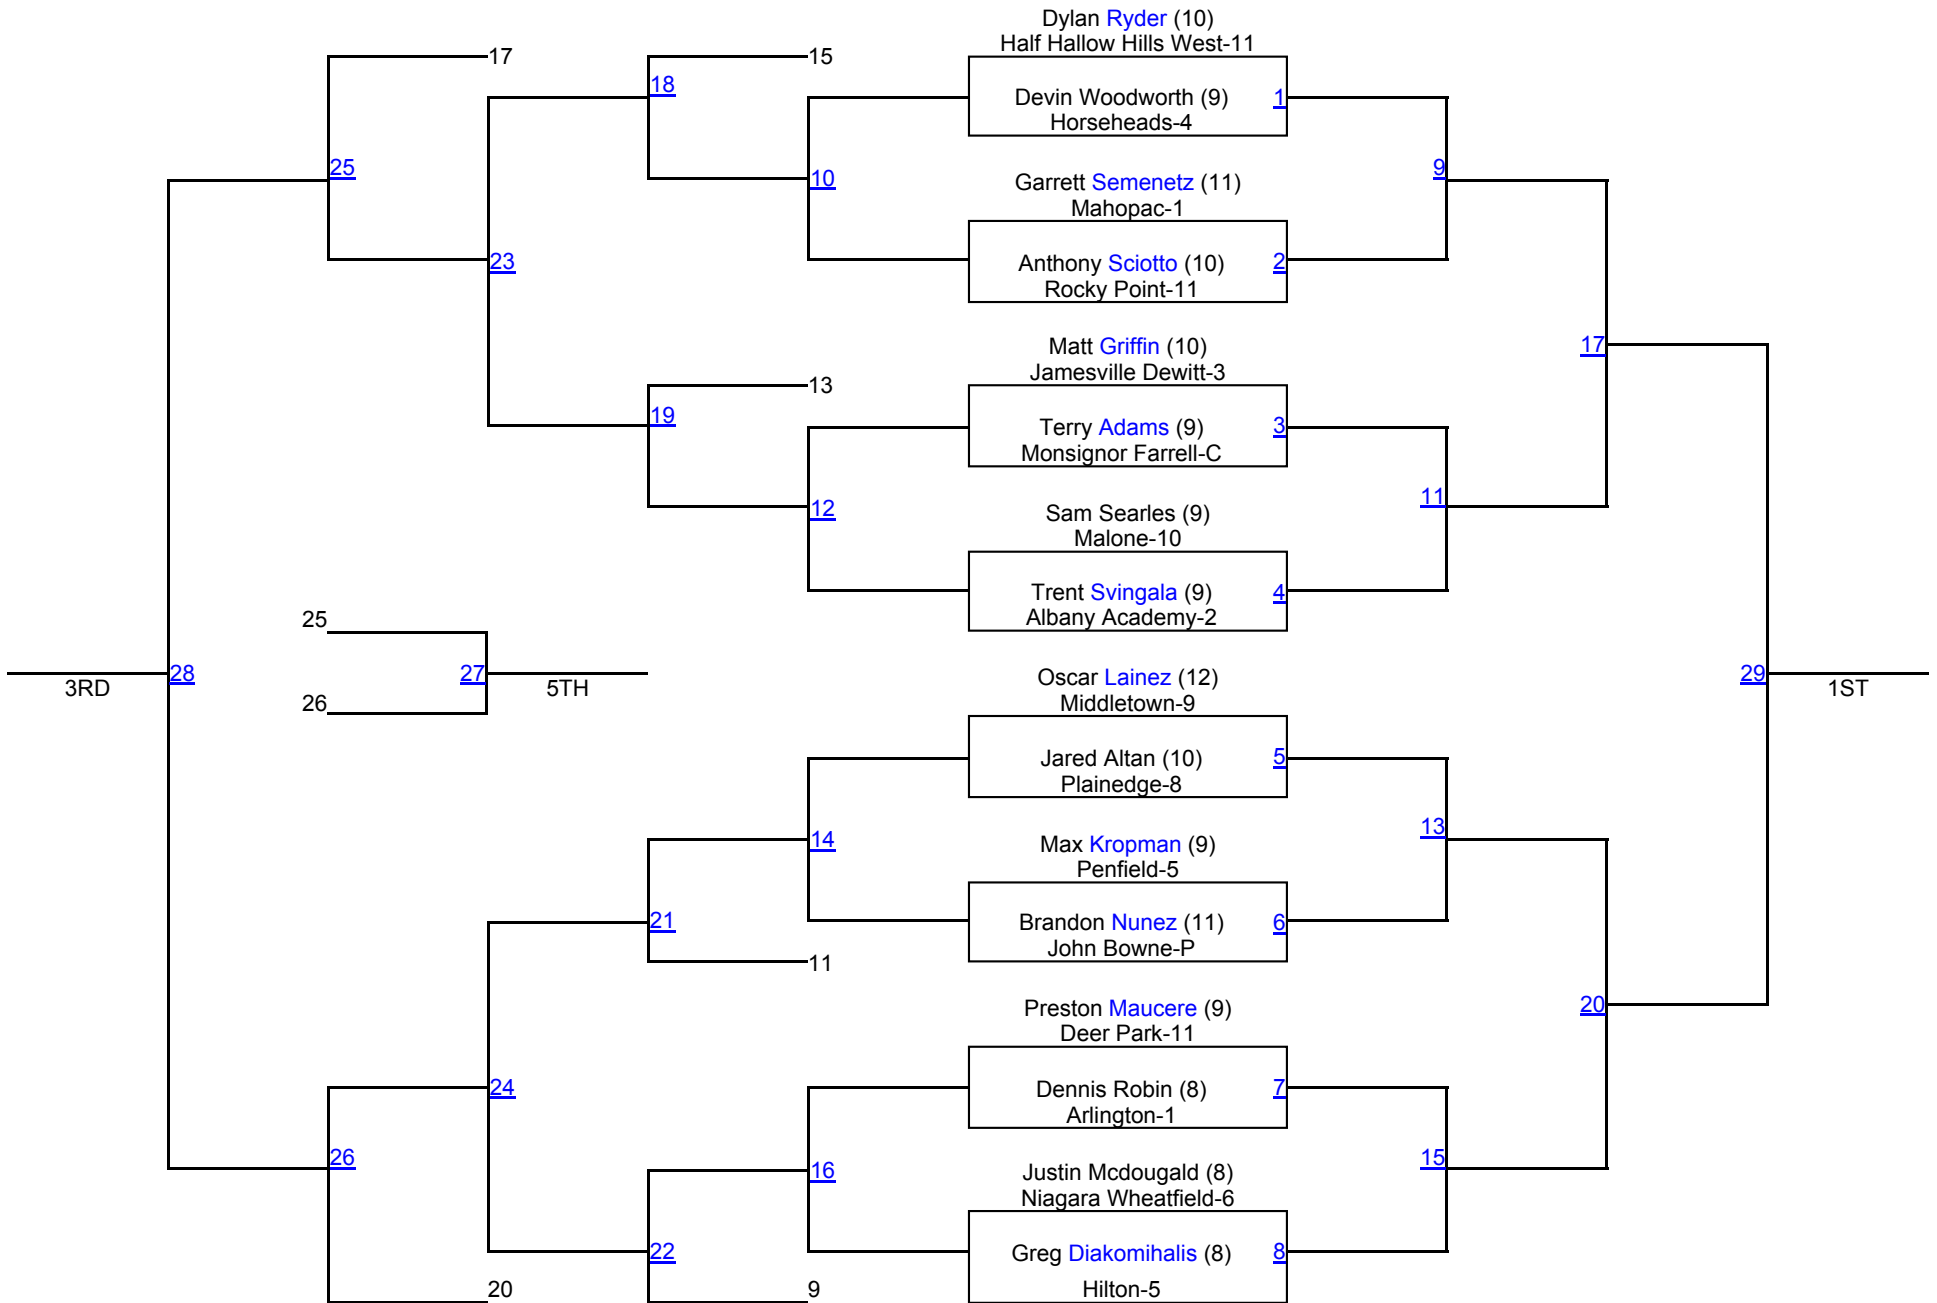 Dylan Ryder (10)
Half Hallow Hills West-11
17
15
18
Devin Woodworth (9)
1
Horseheads-4
25
10
Garrett Semenetz (11)
9
Mahopac-1
23
Anthony Sciotto (10)
2
Rocky Point-11
Matt Griffin (10)
17
Jamesville Dewitt-3
13
19
Terry Adams (9)
3
Monsignor Farrell-C
12
Sam Searles (9)
11
Malone-10
Trent Svingala (9)
4
Albany Academy-2
25
28
3RD
27
5TH
26
Oscar Lainez (12)
Middletown-9
29
1ST
Jared Altan (10)
5
Plainedge-8
14
Max Kropman (9)
13
Penfield-5
21
Brandon Nunez (11)
6
John Bowne-P
11
Preston Maucere (9)
20
Deer Park-11
24
Dennis Robin (8)
7
Arlington-1
26
16
Justin Mcdougald (8)
15
Niagara Wheatfield-6
22
Greg Diakomihalis (8)
8
20
9
Hilton-5